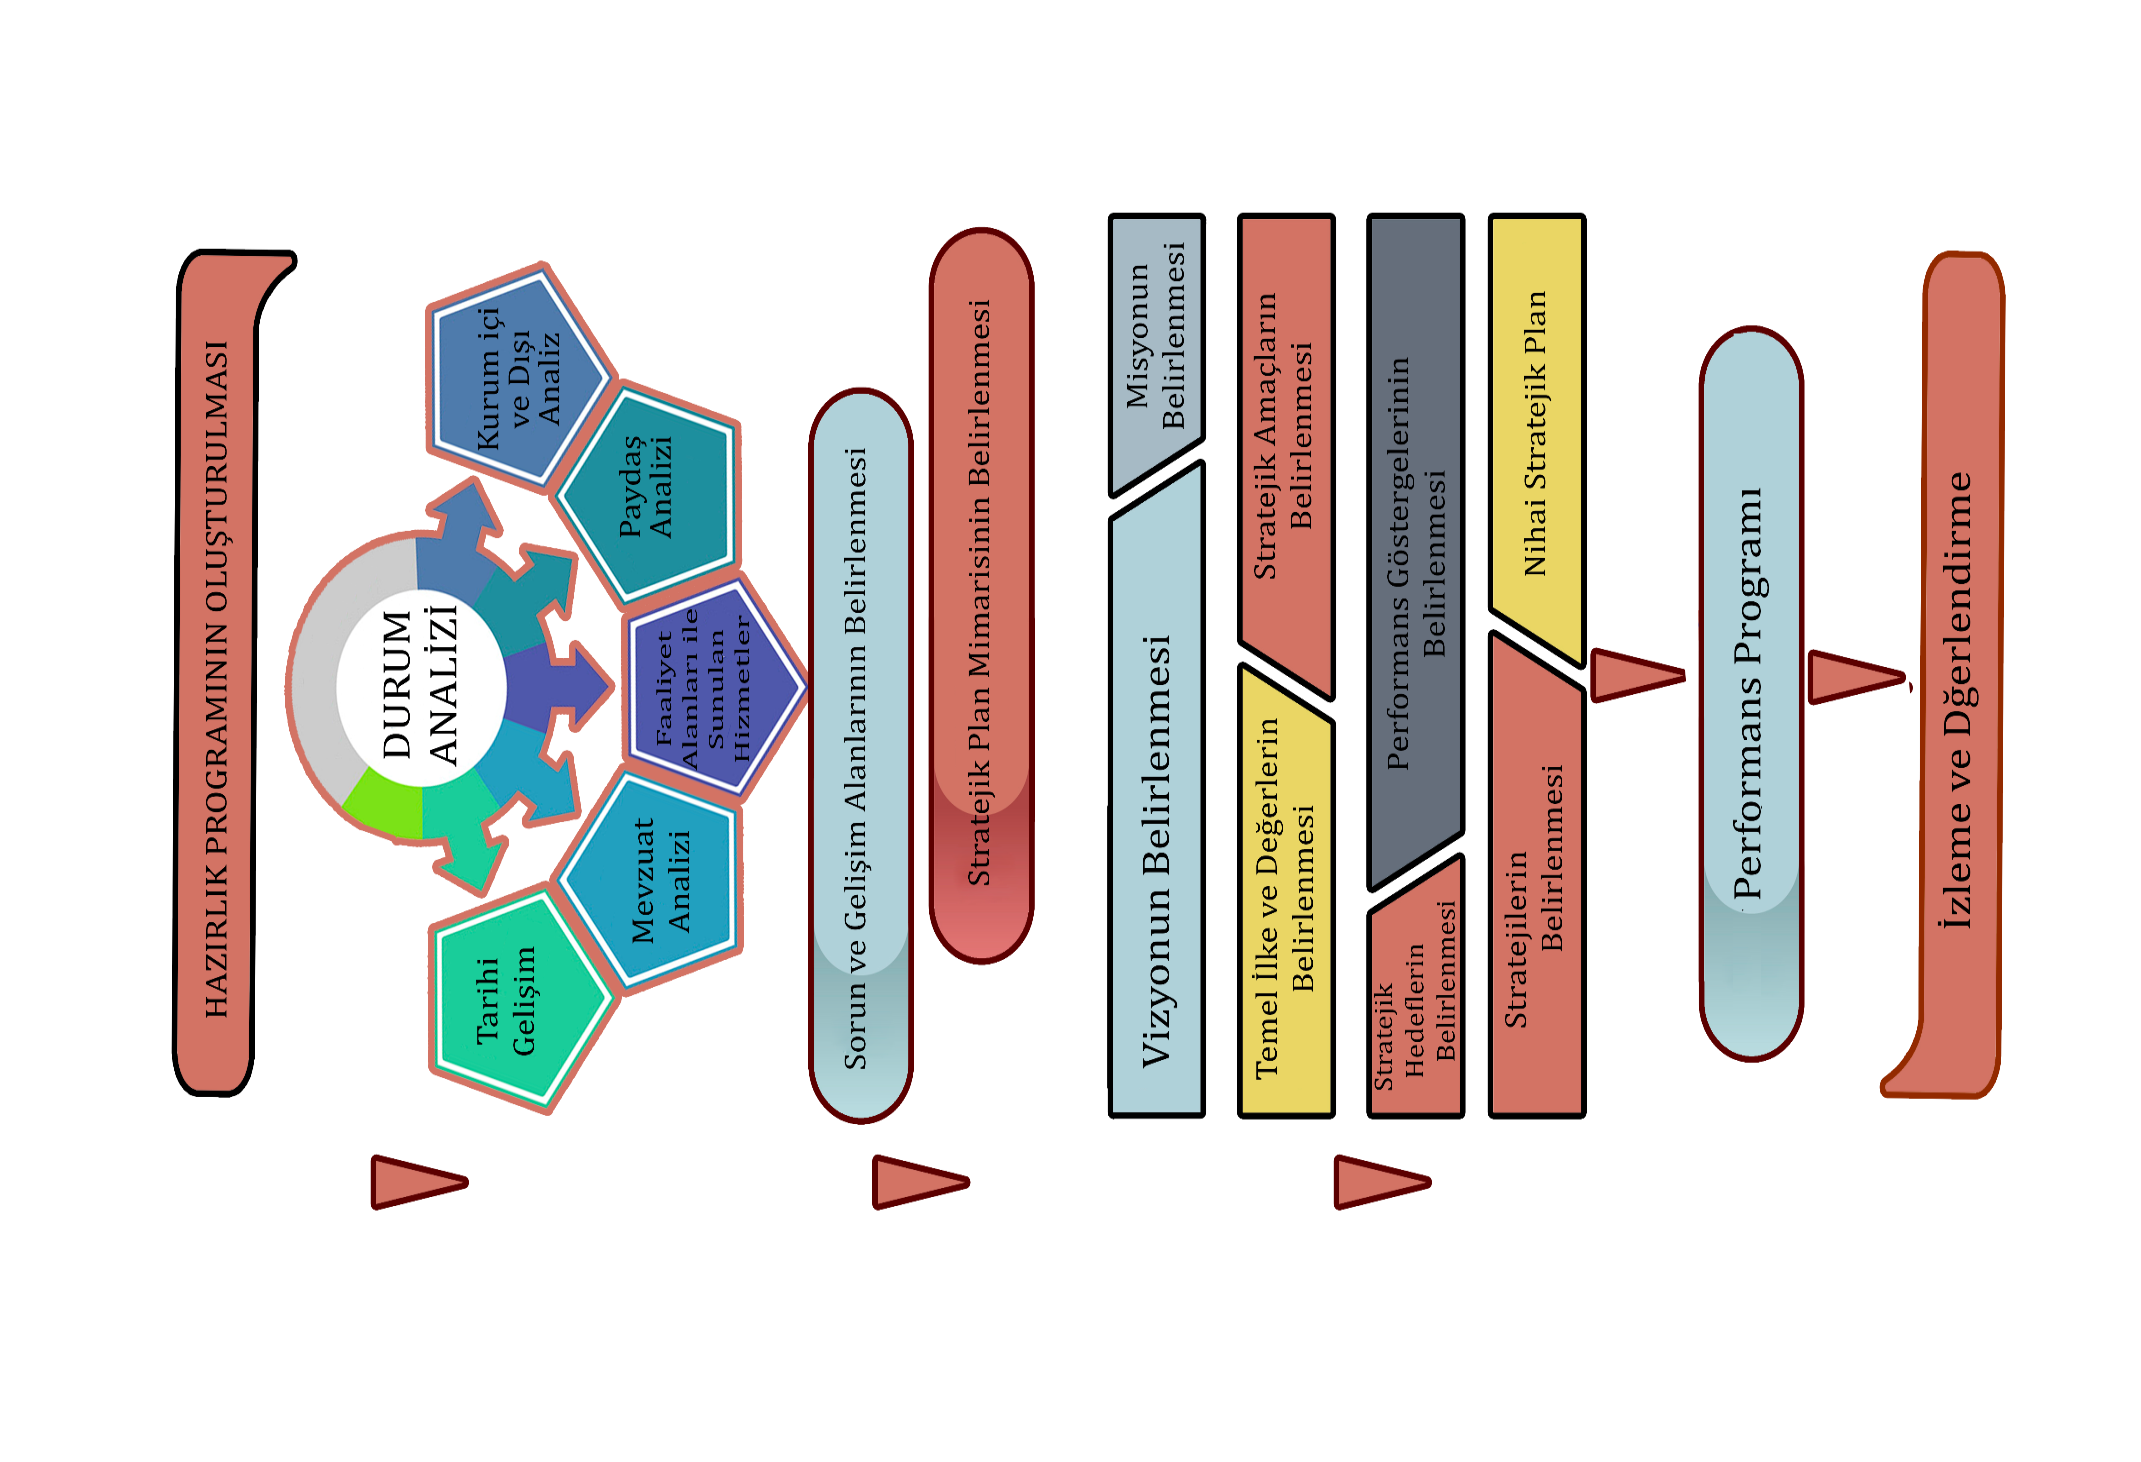 HAZIRLIK PROGRAMININ OLUŞTURULMASI
DURUM
ANALİZİ
Tarihi
Gelişim
Mevzuat
Analizi
Faaliyet
Alanları ile
Sunulan
Hizmetler
Paydaş
Analizi
Kurum içi
ve Dışı
Analiz
Sorun ve Gelişim Alanlarının Belirlenmesi
Stratejik Plan Mimarisinin Belirlenmesi
Vizyonun Belirlenmesi
Misyonun
Belirlenmesi
Temel İlke ve Değerlerin
Belirlenmesi
Stratejik Amaçların
Belirlenmesi
Stratejik
Hedeflerin
Belirlenmesi
Performans Göstergelerinin
Belirlenmesi
Stratejilerin
Belirlenmesi
Nihai Stratejik Plan
Performans Programı
İzleme ve Dğerlendirme